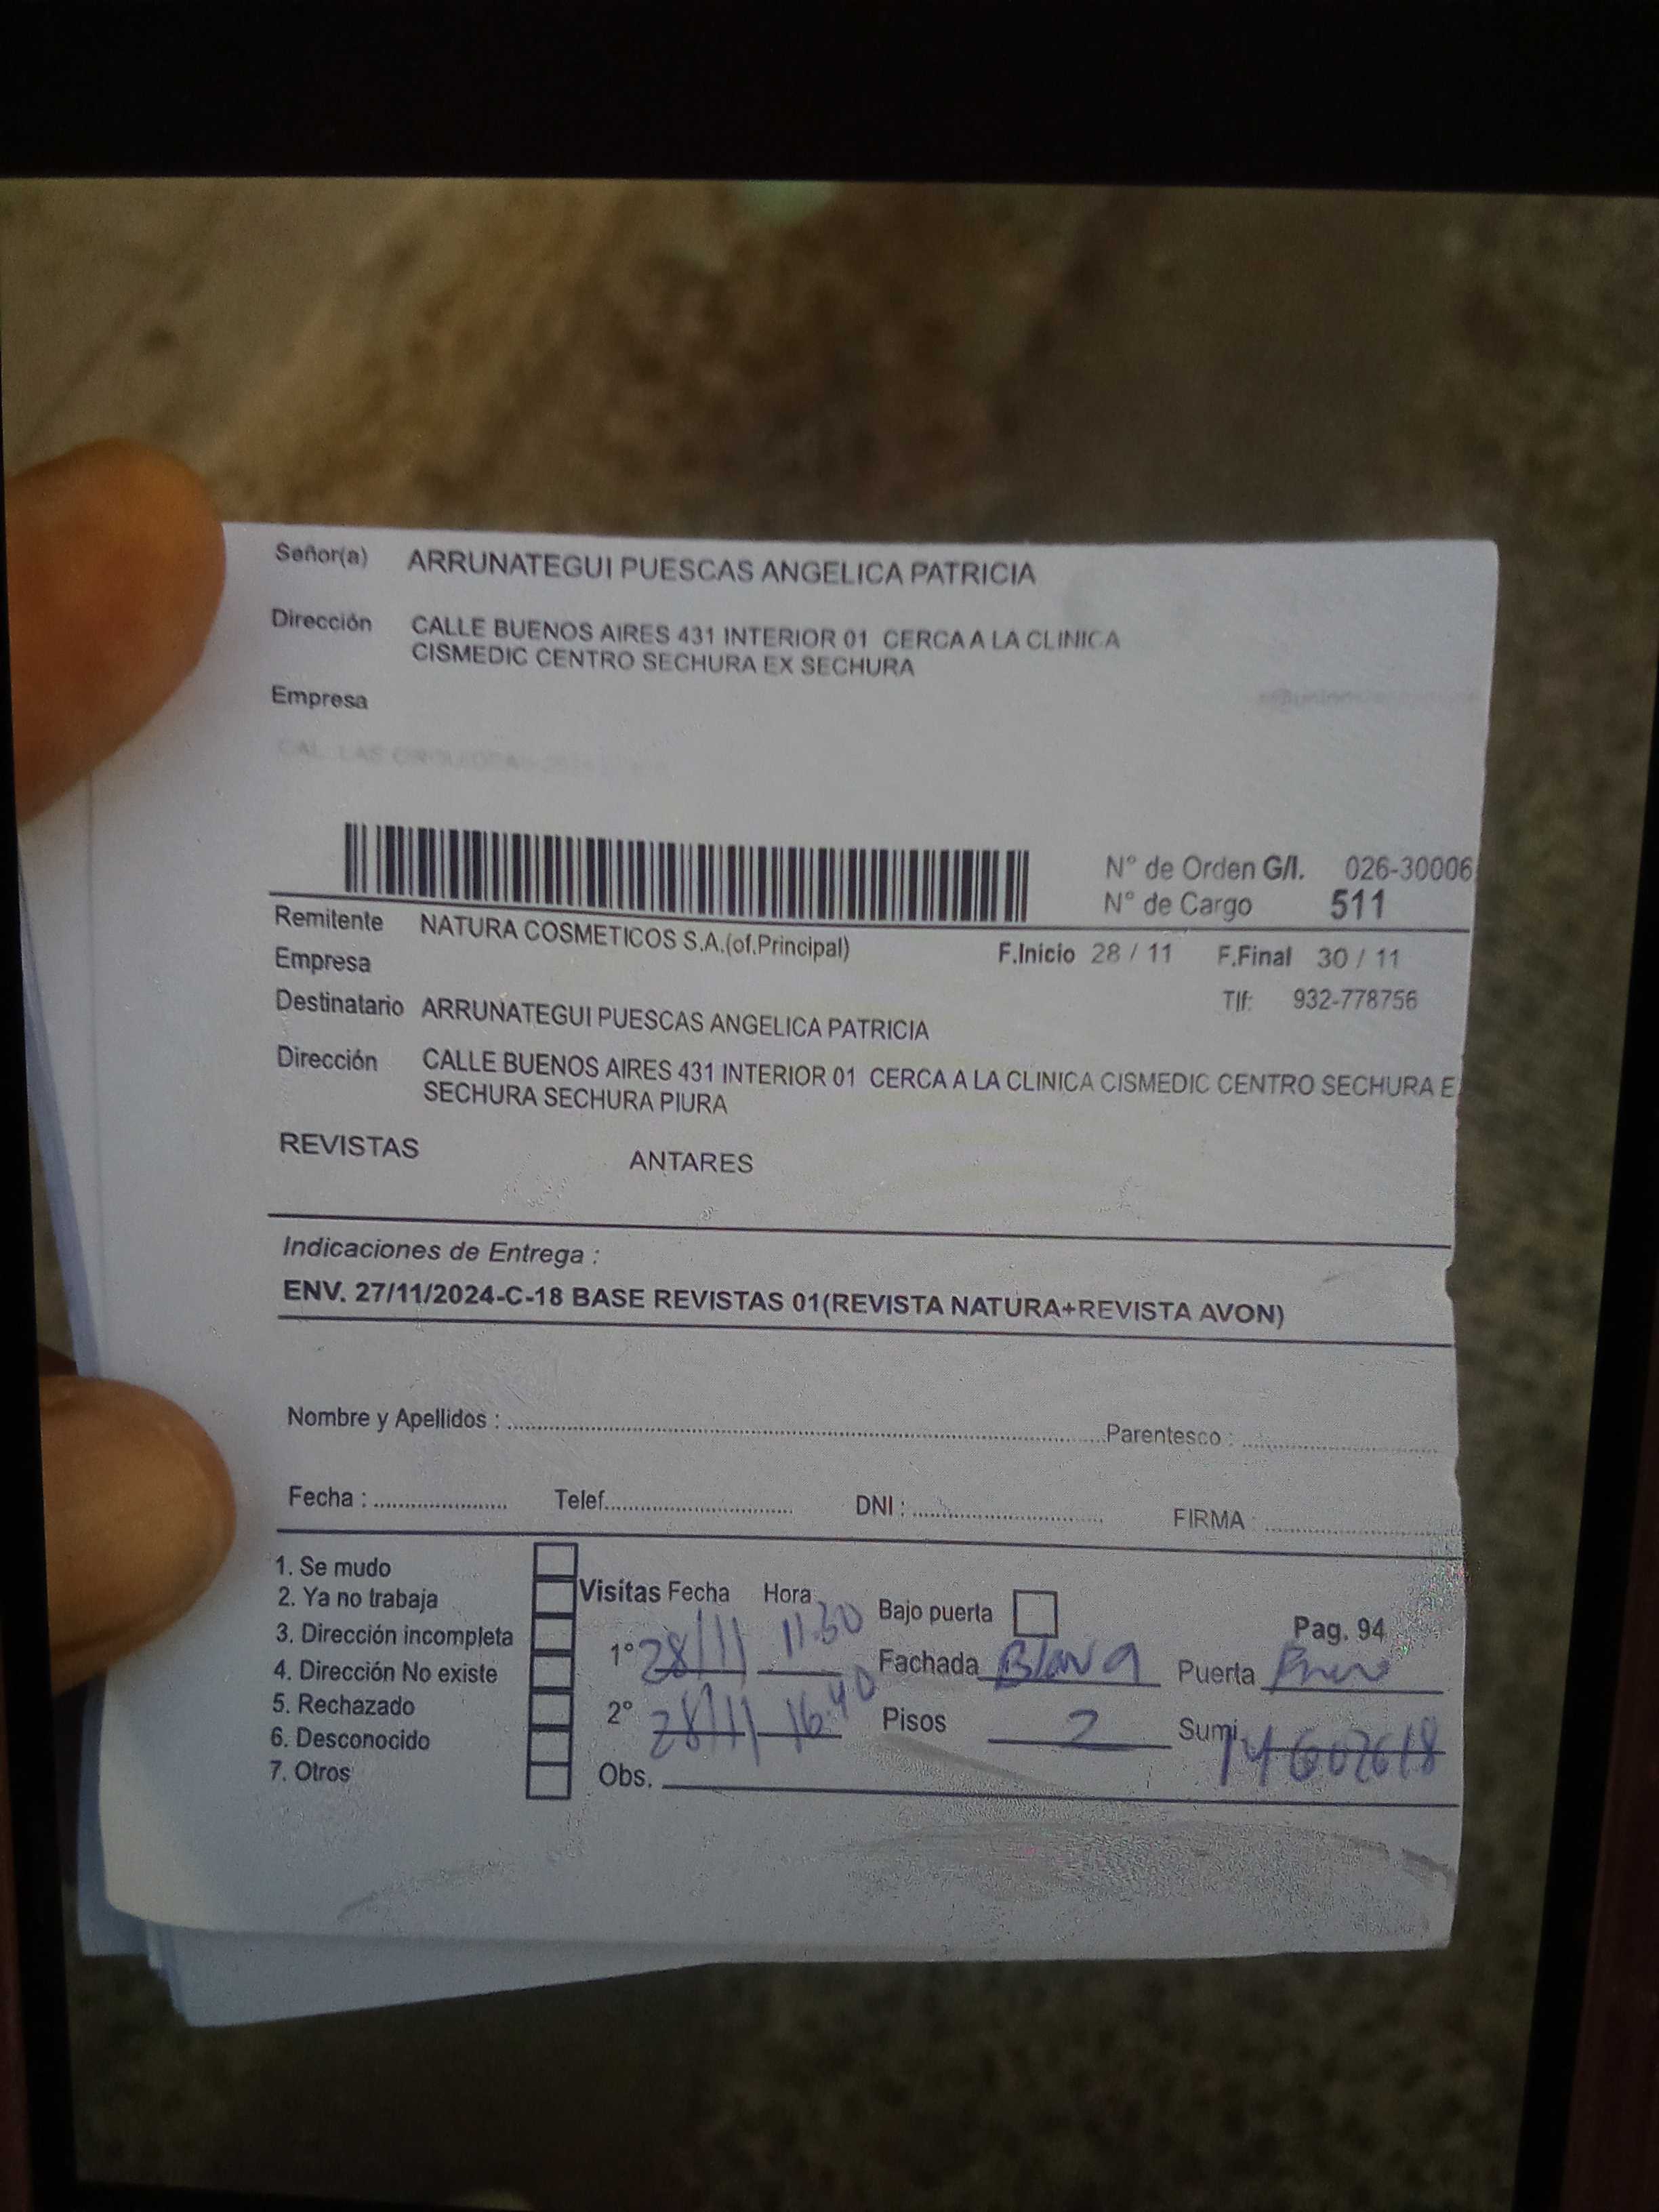 Señor(a) ARRUNATEGUI PUESCAS ANGELICA PATRICIA
Dirección CALLE BUENOS AIRES 431 INTERIOR 01 CERCA A LA CLINICA
CISMEDIC CENTRO SECHURA EX SECHURA
Empresa
N° de Orden G/I. 026-30006
N° de Cargo 511
Remitente NATURA COSMETICOS S.A.(of.Principal) F.Inicio 28 / 11 F.Final 30 / 11
Empresa
Tlf: 932-778756
Destinatario ARRUNATEGUI PUESCAS ANGELICA PATRICIA
Dirección CALLE BUENOS AIRES 431 INTERIOR 01 CERCA A LA CLINICA CISMEDIC CENTRO SECHURA E
SECHURA SECHURA PIURA
REVISTAS ANTARES
Indicaciones de Entrega :
ENV. 27/11/2024-C-18 BASE REVISTAS 01(REVISTA NATURA+REVISTA AVON)
Nombre y Apellidos : Parentesco :
Fecha : Telef. DNI : FIRMA :
1. Se mudo
2. Ya no trabaja
3. Dirección incompleta
4. Dirección No existe
5. Rechazado
6. Desconocido
7. Otros
Visitas Fecha Hora Bajo puerta Pag. 94
1° 28/11 11:30 Fachada Blanca Puerta
2° 28/11 16:40 Pisos 2 Sumi.
Obs.